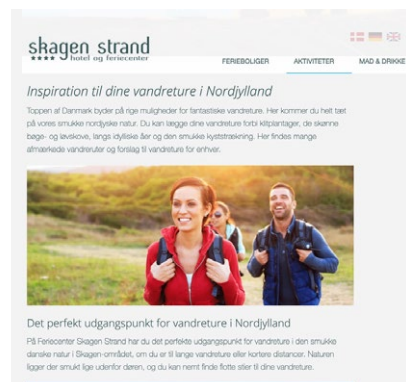 skagen strand
★★★★ hotel og feriecenter
FERIEBOLIGER AKTIVITETER MAD & DRIKKE
Inspiration til dine vandreture i Nordjylland
Toppen af Danmark byder på rige muligheder for fantastiske vandreture. Her kommer du helt tæt
på vores smukke nordjyske natur. Du kan lægge dine vandreture forbi klitplantager, de skønne
bøge- og løvskove, langs idylliske åer og den smukke kyststrækning. Her findes mange
afmærkede vandreruter og forslag til vandreture for enhver.
Det perfekt udgangspunkt for vandreture i Nordjylland
På Feriecenter Skagen Strand har du det perfekte udgangspunkt for vandreture i den smukke
danske natur i Skagen-området, om du er til lange vandreture eller kortere distancer. Naturen
ligger der smukt lige udenfor døren, og du kan nemt finde flotte stier til dine vandreture.